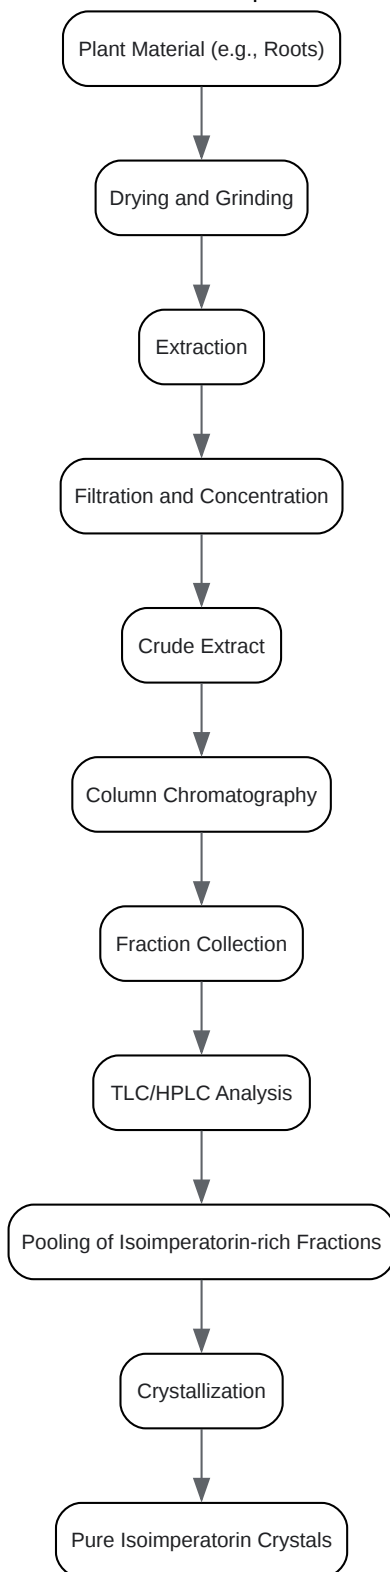 Plant Material (e.g., Roots)
Drying and Grinding
Extraction
Filtration and Concentration
Crude Extract
Column Chromatography
Fraction Collection
TLC/HPLC Analysis
Pooling of Isoimperatorin-rich Fractions
Crystallization
Pure Isoimperatorin Crystals